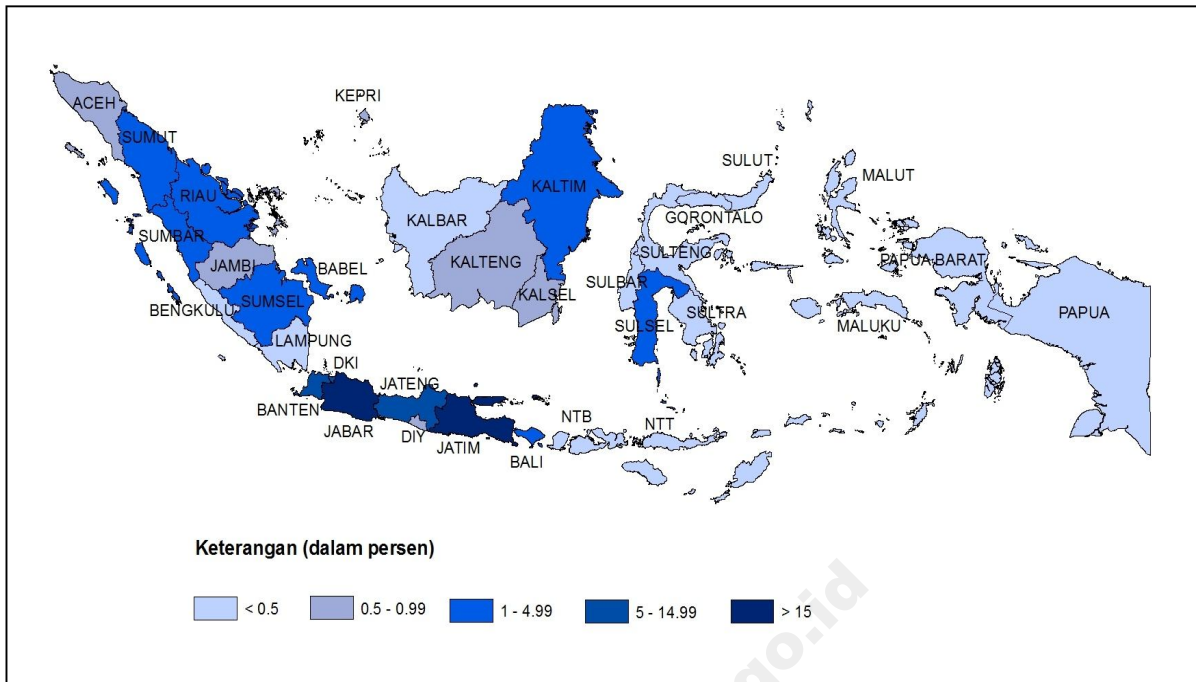 KEPRI
ACEH
SUMUT
SULUT
MALUT
RIAU
KALTIM
KALBAR
GORONTALO
SUMBAR
SULTENG
PAPUA BARAT
JAMBI
BABEL
KALTENG
SULBAR
KALSEL
BENGKULU
SUMSEL
SULSEL
SULTRA
MALUKU
PAPUA
LAMPUNG
DKI
JATENG
BANTEN
JABAR
DIY
JATIM
NTB
NTT
BALI
Keterangan (dalam persen)
< 0.5 0.5 - 0.99 1 - 4.99 5 - 14.99 > 15
go.id